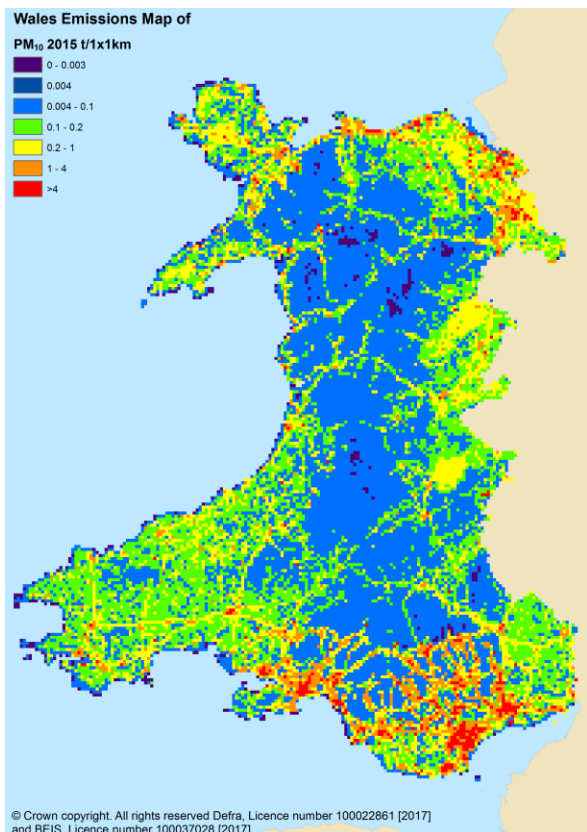 Wales Emissions Map of
PM₁₀ 2015 t/1x1km
0 - 0.003
0.004
0.004 - 0.1
0.1 - 0.2
0.2 - 1
1 - 4
>4
© Crown copyright. All rights reserved Defra, Licence number 100022861 [2017]
and BEIS, Licence number 100037028 [2017]